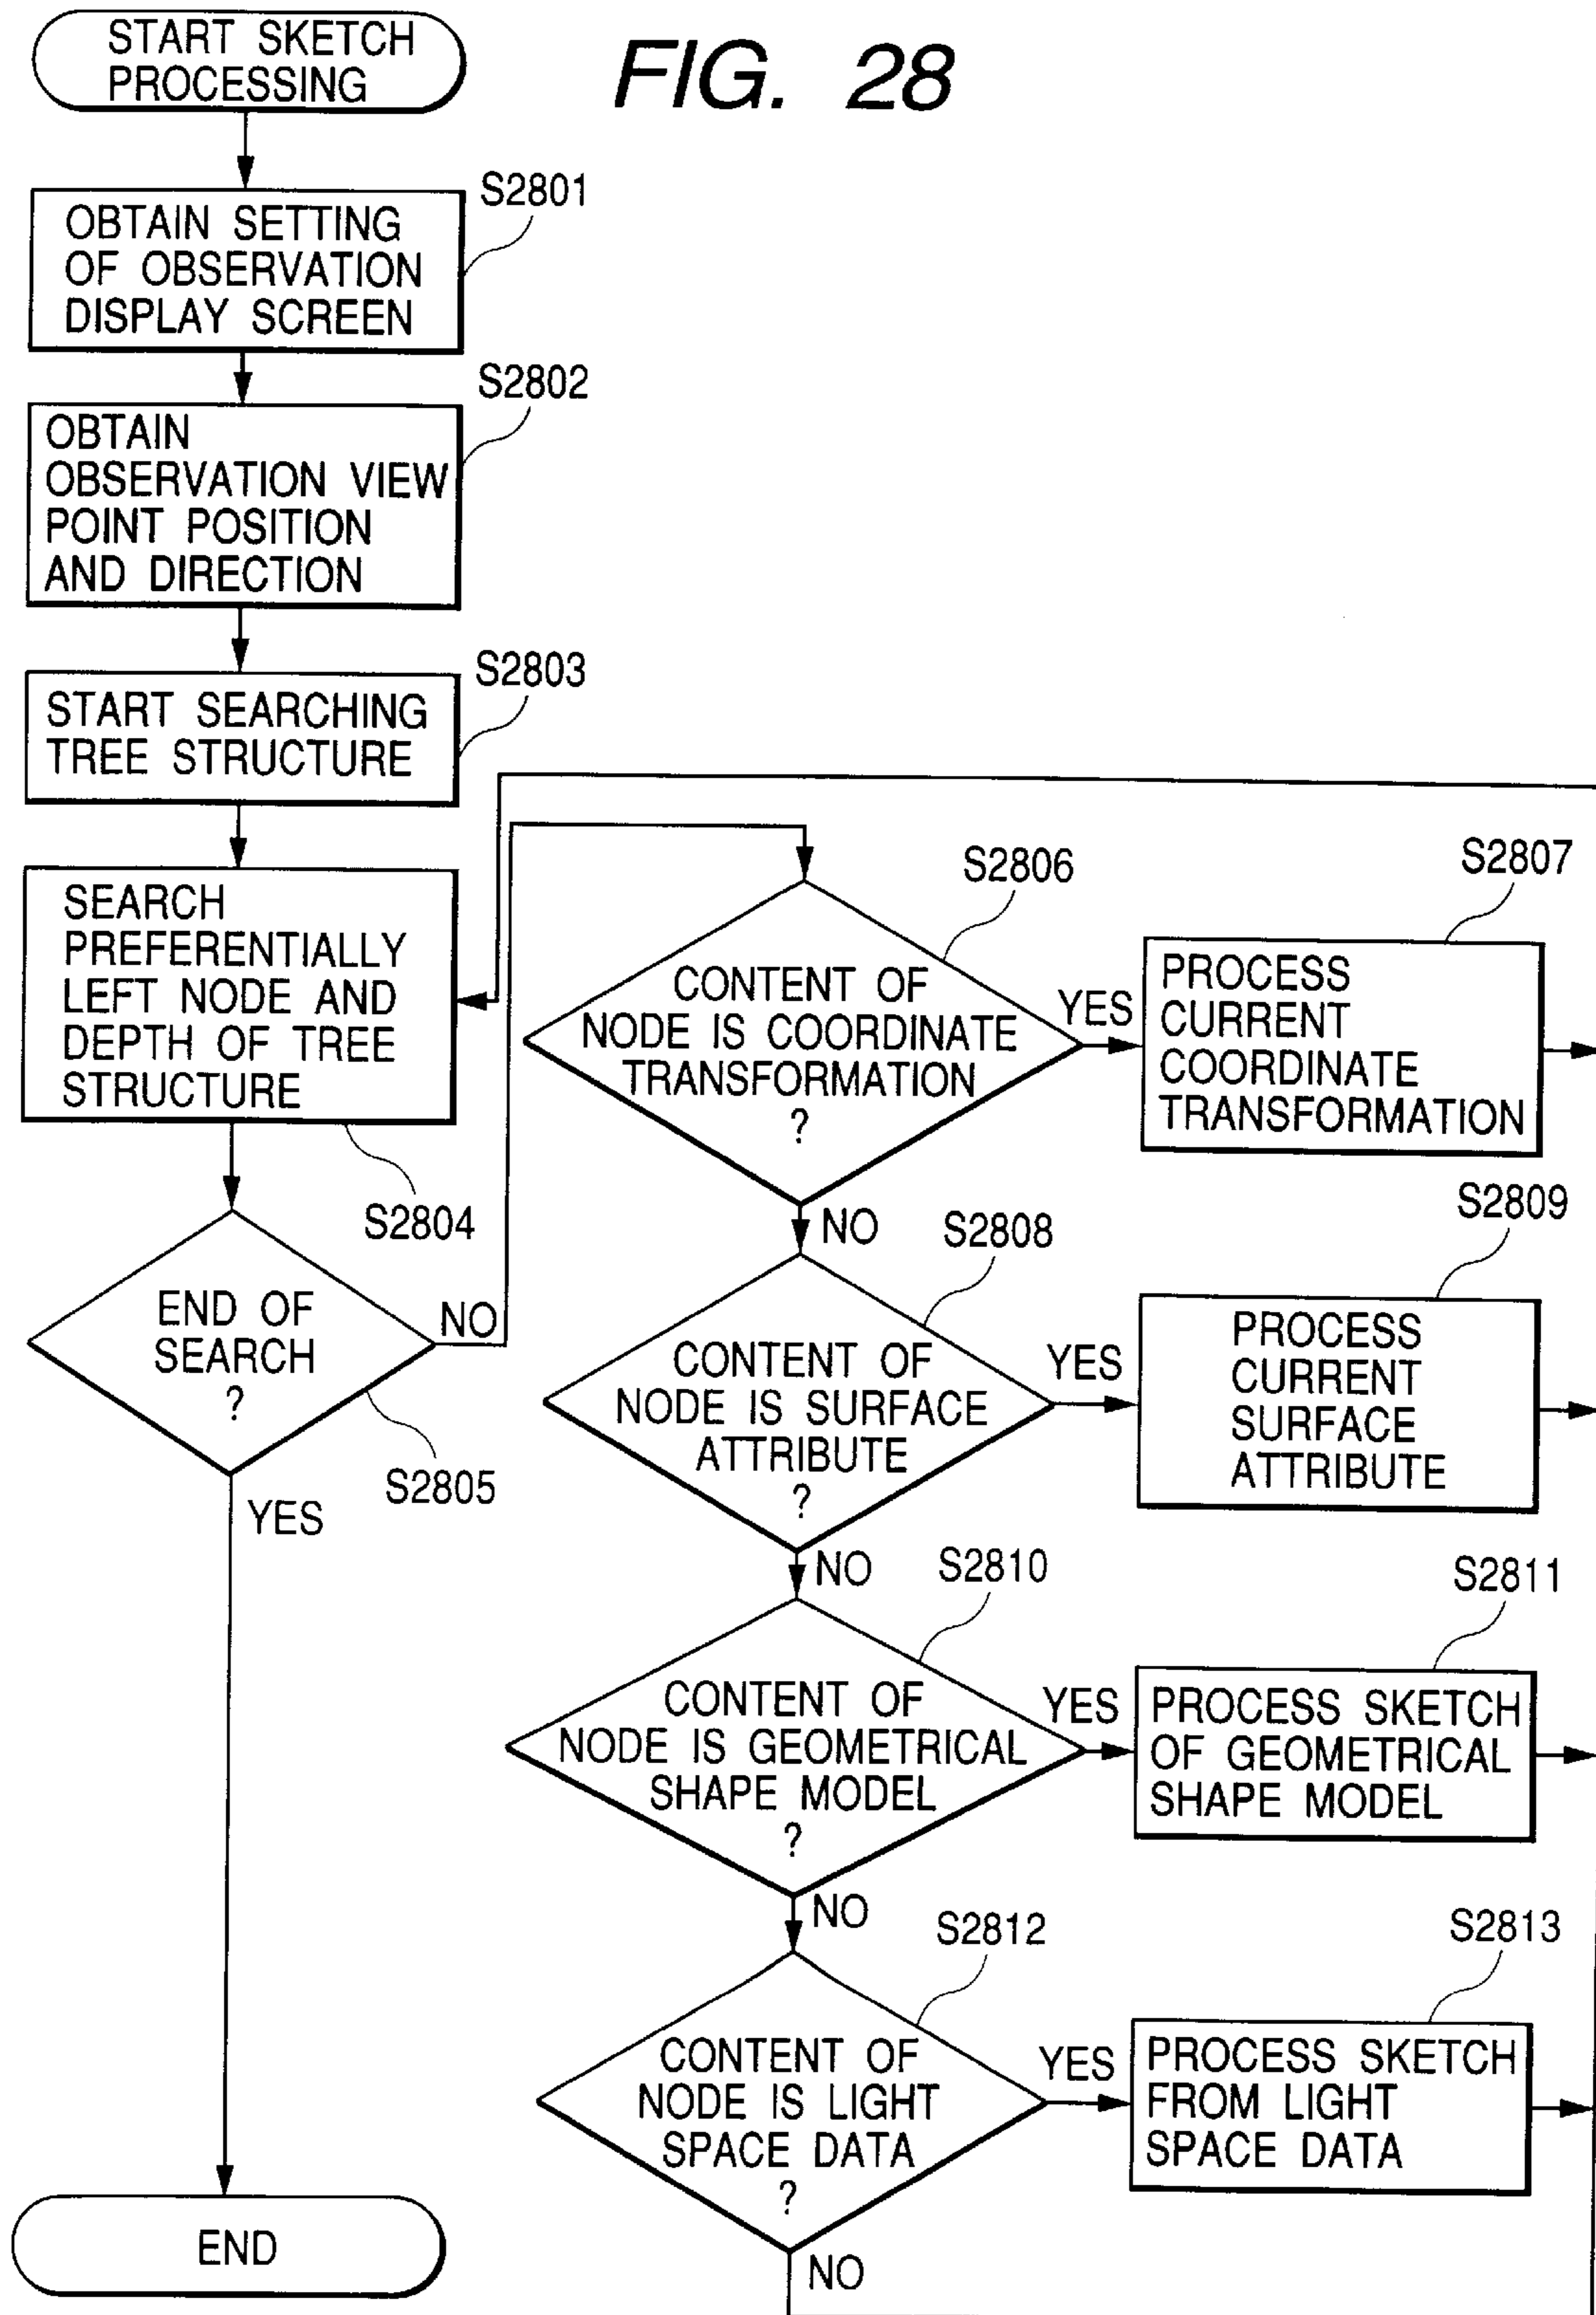 FIG. 28
START SKETCH
PROCESSING
S2801
OBTAIN SETTING
OF OBSERVATION
DISPLAY SCREEN
S2802
OBTAIN
OBSERVATION VIEW
POINT POSITION
AND DIRECTION
S2803
START SEARCHING
TREE STRUCTURE
SEARCH
PREFERENTIALLY
LEFT NODE AND
DEPTH OF TREE
STRUCTURE
S2804
END OF
SEARCH
?
NO
S2805
YES
END
S2806
CONTENT OF
NODE IS COORDINATE
TRANSFORMATION
?
YES
NO
S2807
PROCESS
CURRENT
COORDINATE
TRANSFORMATION
S2808
CONTENT OF
NODE IS SURFACE
ATTRIBUTE
?
YES
NO
S2809
PROCESS
CURRENT
SURFACE
ATTRIBUTE
S2810
CONTENT OF
NODE IS GEOMETRICAL
SHAPE MODEL
?
YES
NO
S2811
PROCESS SKETCH
OF GEOMETRICAL
SHAPE MODEL
S2812
CONTENT OF
NODE IS LIGHT
SPACE DATA
?
YES
NO
S2813
PROCESS SKETCH
FROM LIGHT
SPACE DATA